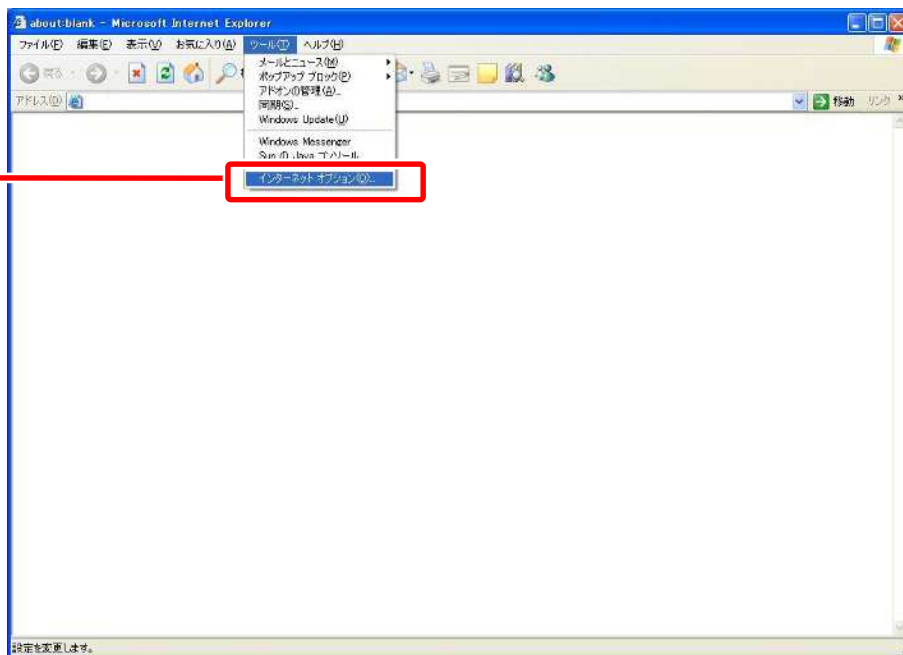 about:blank - Microsoft Internet Explorer
ファイル(F) 編集(E) 表示(V) お気に入り(A) ツール(T) ヘルプ(H)
戻る
メールとニュース(M)
ポップアップ ブロック(P)
アドオンの管理(A)...
同期(S)...
Windows Update(U)
Windows Messenger
Sun の Java コンソール
インターネット オプション(O)...
アドレス(D) 移動 リンク »
設定を変更します。